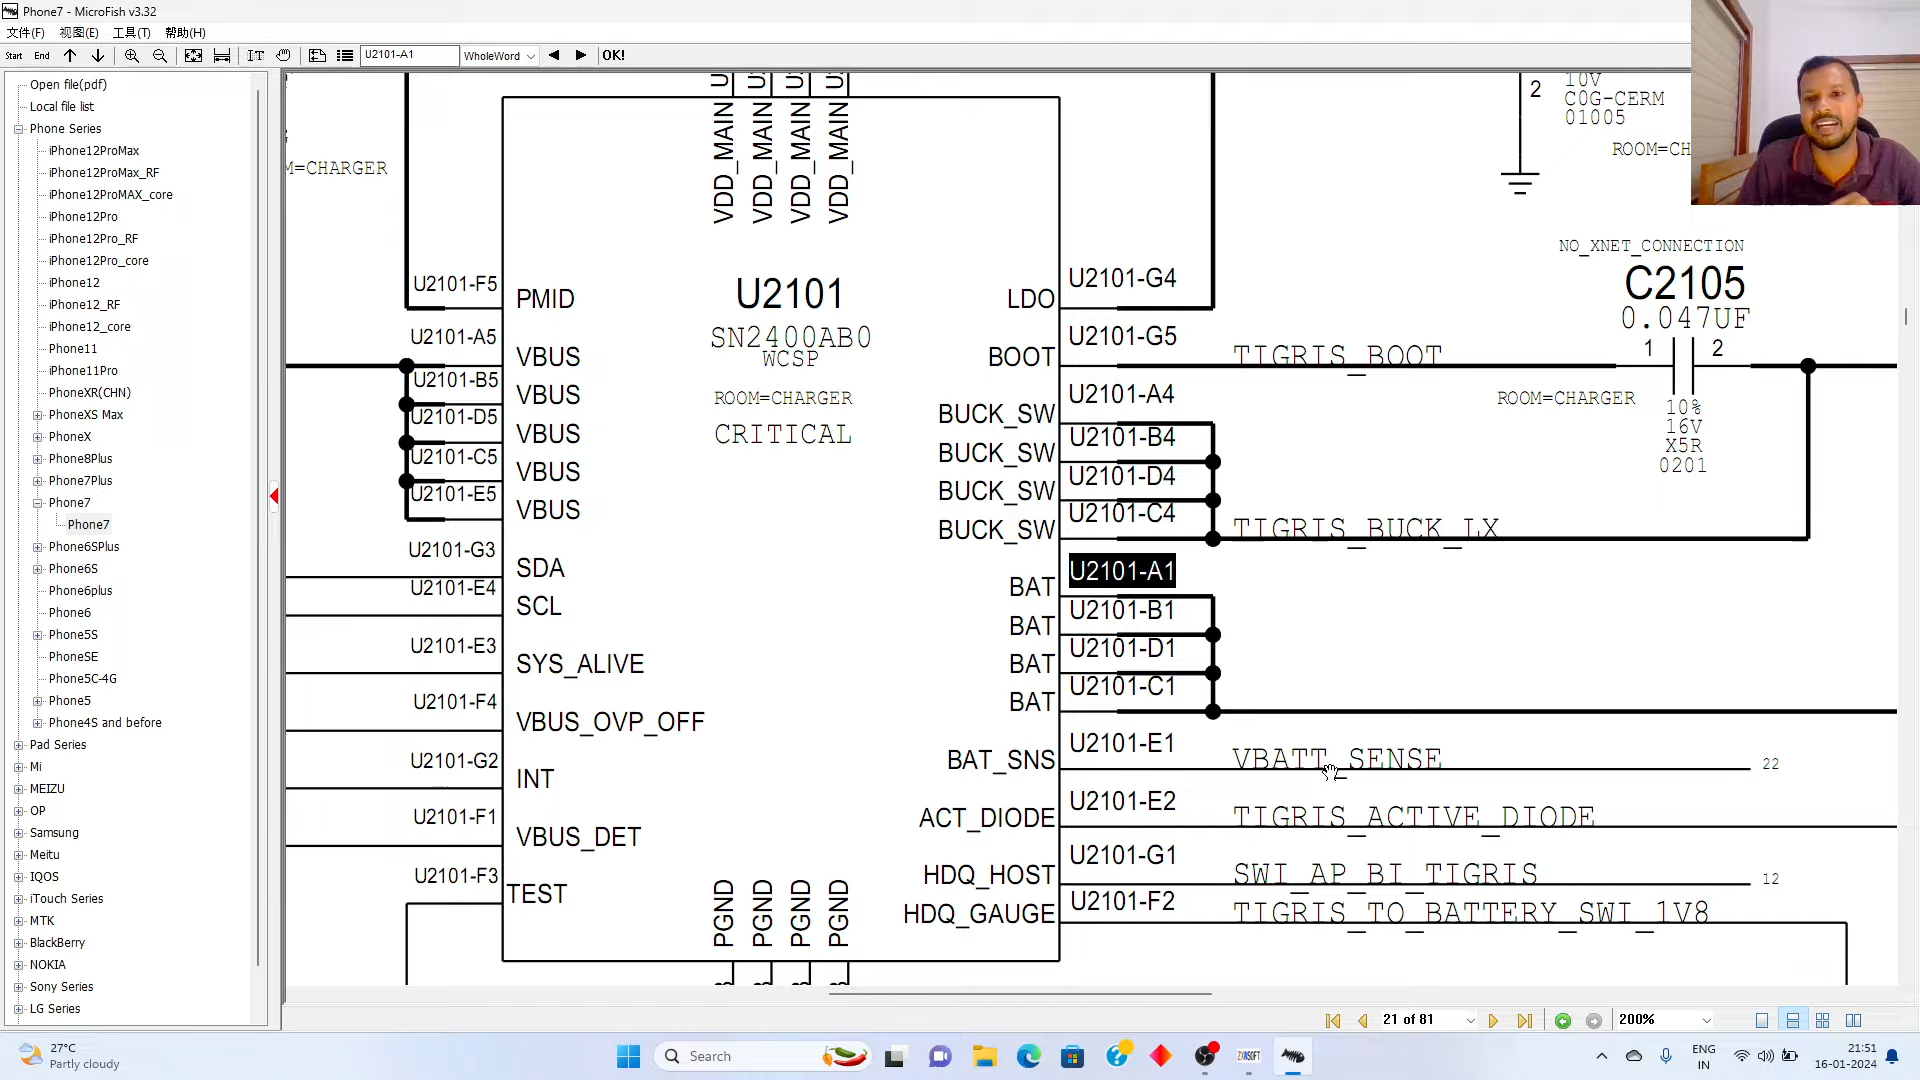 Phone7 - MicroFish v3.32
文件(F) 视图(E) 工具(T) 帮助(H)
Start End U2101-A1 WholeWord OK!
Open file(pdf)
Local file list
Phone Series
iPhone12ProMax
iPhone12ProMax_RF
iPhone12ProMAX_core
iPhone12Pro
iPhone12Pro_RF
iPhone12Pro_core
iPhone12
iPhone12_RF
iPhone12_core
Phone11
iPhone11Pro
PhoneXR(CHN)
PhoneXS Max
PhoneX
Phone8Plus
Phone7Plus
Phone7
Phone7
Phone6SPlus
Phone6S
Phone6plus
Phone6
Phone5S
PhoneSE
Phone5C-4G
Phone5
Phone4S and before
Pad Series
Mi
MEIZU
OP
Samsung
Meitu
IQOS
iTouch Series
MTK
BlackBerry
NOKIA
Sony Series
LG Series
M=CHARGER
VDD_MAIN
VDD_MAIN
VDD_MAIN
VDD_MAIN
U2101
SN2400AB0
WCSP
ROOM=CHARGER
CRITICAL
U2101-F5 PMID
U2101-A5 VBUS
U2101-B5 VBUS
U2101-D5 VBUS
U2101-C5 VBUS
U2101-E5 VBUS
U2101-G3 SDA
U2101-E4 SCL
U2101-E3 SYS_ALIVE
U2101-F4 VBUS_OVP_OFF
U2101-G2 INT
U2101-F1 VBUS_DET
U2101-F3 TEST
PGND
PGND
PGND
PGND
LDO U2101-G4
BOOT U2101-G5 TIGRIS_BOOT
BUCK_SW U2101-A4
BUCK_SW U2101-B4
BUCK_SW U2101-D4
BUCK_SW U2101-C4 TIGRIS_BUCK_LX
BAT U2101-A1
BAT U2101-B1
BAT U2101-D1
BAT U2101-C1
BAT_SNS U2101-E1 VBATT_SENSE 22
ACT_DIODE U2101-E2 TIGRIS_ACTIVE_DIODE
HDQ_HOST U2101-G1 SWI_AP_BI_TIGRIS 12
HDQ_GAUGE U2101-F2 TIGRIS_TO_BATTERY_SWI_1V8
2
10V
C0G-CERM
01005
ROOM=CH
NO_XNET_CONNECTION
C2105
0.047UF
1 2
ROOM=CHARGER
10%
16V
X5R
0201
21 of 81 200%
27°C
Partly cloudy
Search
ZXWSOFT
ENG
IN
21:51
16-01-2024